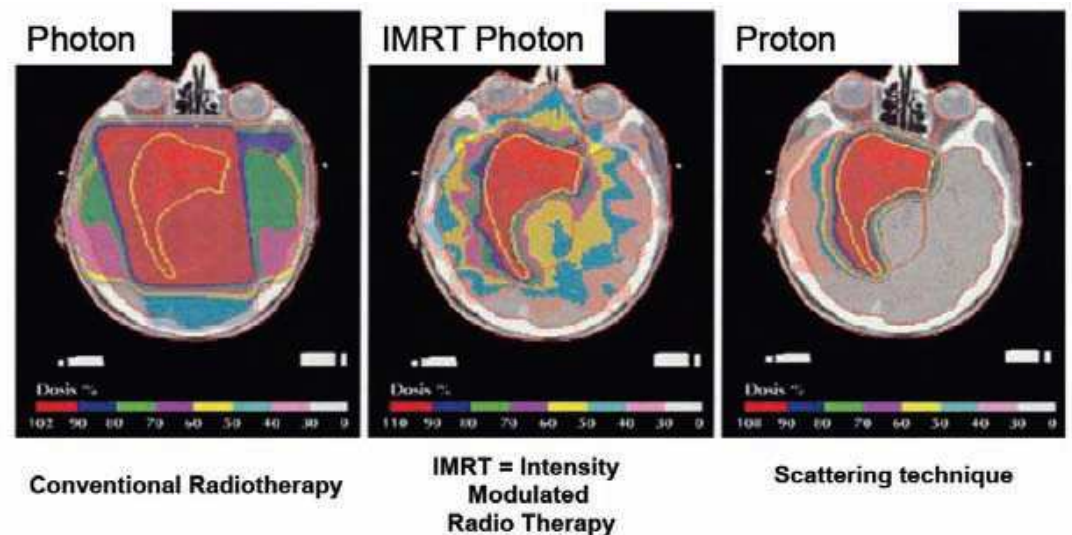 Photon
IMRT Photon
Proton
Dosis %
102 90 80 70 60 50 40 30 0
Dosis %
110 90 80 70 60 50 40 30 0
Dosis %
108 90 80 70 60 50 40 30 0
Conventional Radiotherapy
IMRT = Intensity
Modulated
Radio Therapy
Scattering technique